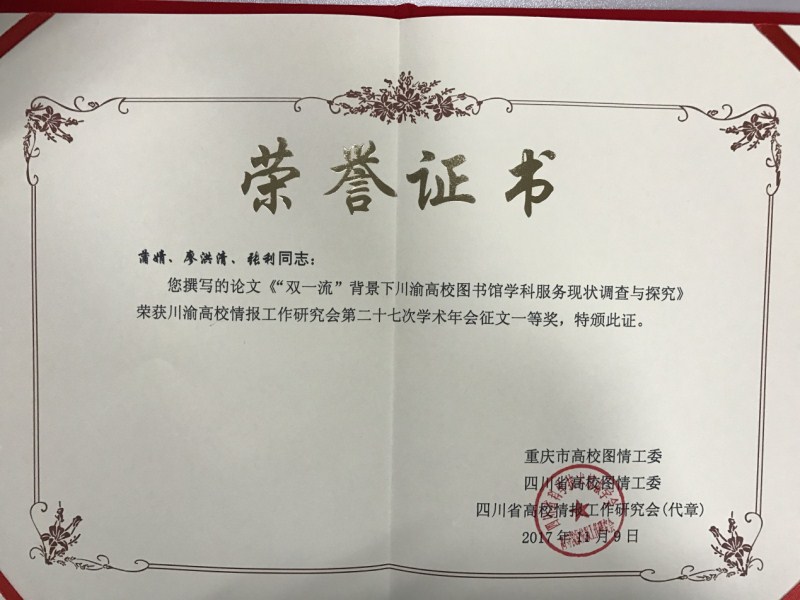 荣誉证书
蒲婧、廖洪清、张利同志：
您撰写的论文《“双一流”背景下川渝高校图书馆学科服务现状调查与探究》
荣获川渝高校情报工作研究会第二十七次学术年会征文一等奖，特颁此证。
重庆市高校图情工委
四川省高校图情工委
四川省高校情报工作研究会(代章)
2017年11月9日